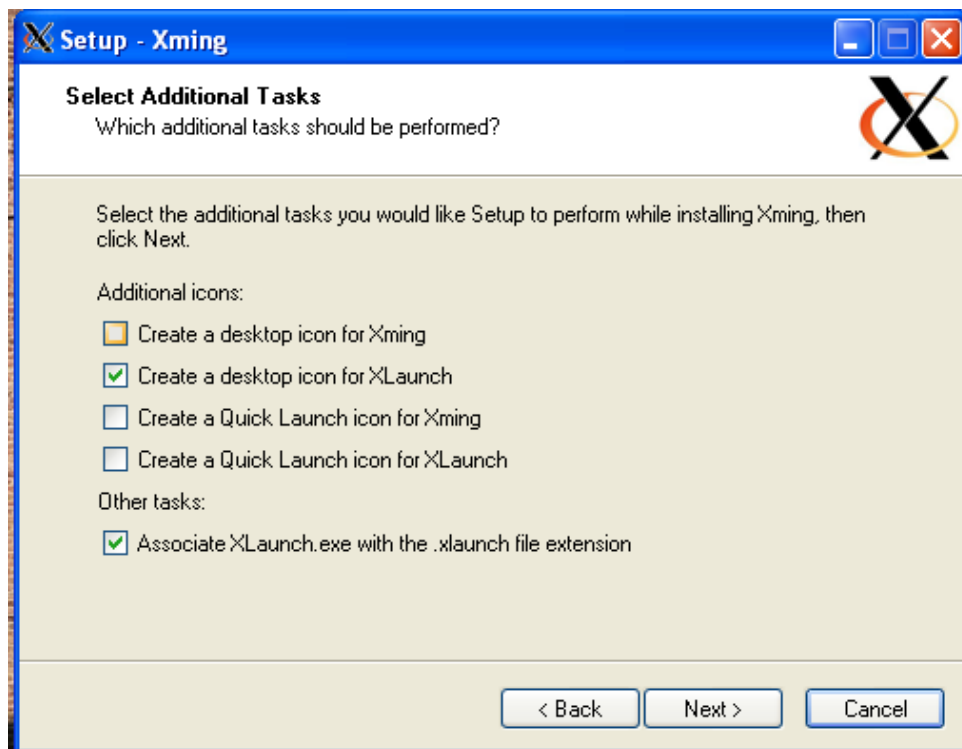 Setup - Xming
Select Additional Tasks
Which additional tasks should be performed?
Select the additional tasks you would like Setup to perform while installing Xming, then
click Next.
Additional icons:
Create a desktop icon for Xming
Create a desktop icon for XLaunch
Create a Quick Launch icon for Xming
Create a Quick Launch icon for XLaunch
Other tasks:
Associate XLaunch.exe with the .xlaunch file extension
< Back Next > Cancel